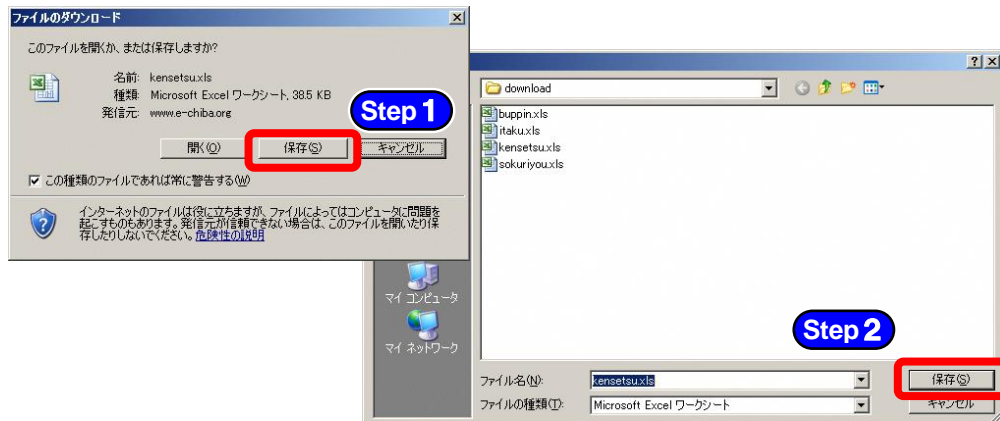 ファイルのダウンロード
このファイルを開くか、または保存しますか?
名前: kensetsu.xls
種類: Microsoft Excel ワークシート, 38.5 KB
発信元: www.e-chiba.org
Step 1
開く(O) 保存(S) キャンセル
この種類のファイルであれば常に警告する(W)
インターネットのファイルは役に立ちますが、ファイルによってはコンピュータに問題を
起こすものもあります。発信元が信頼できない場合は、このファイルを開いたり保
存したりしないでください。危険性の説明
download
buppin.xls
itaku.xls
kensetsu.xls
sokuriyou.xls
マイ コンピュータ
マイ ネットワーク
Step 2
ファイル名(N): kensetsu.xls 保存(S)
ファイルの種類(T): Microsoft Excel ワークシート キャンセル